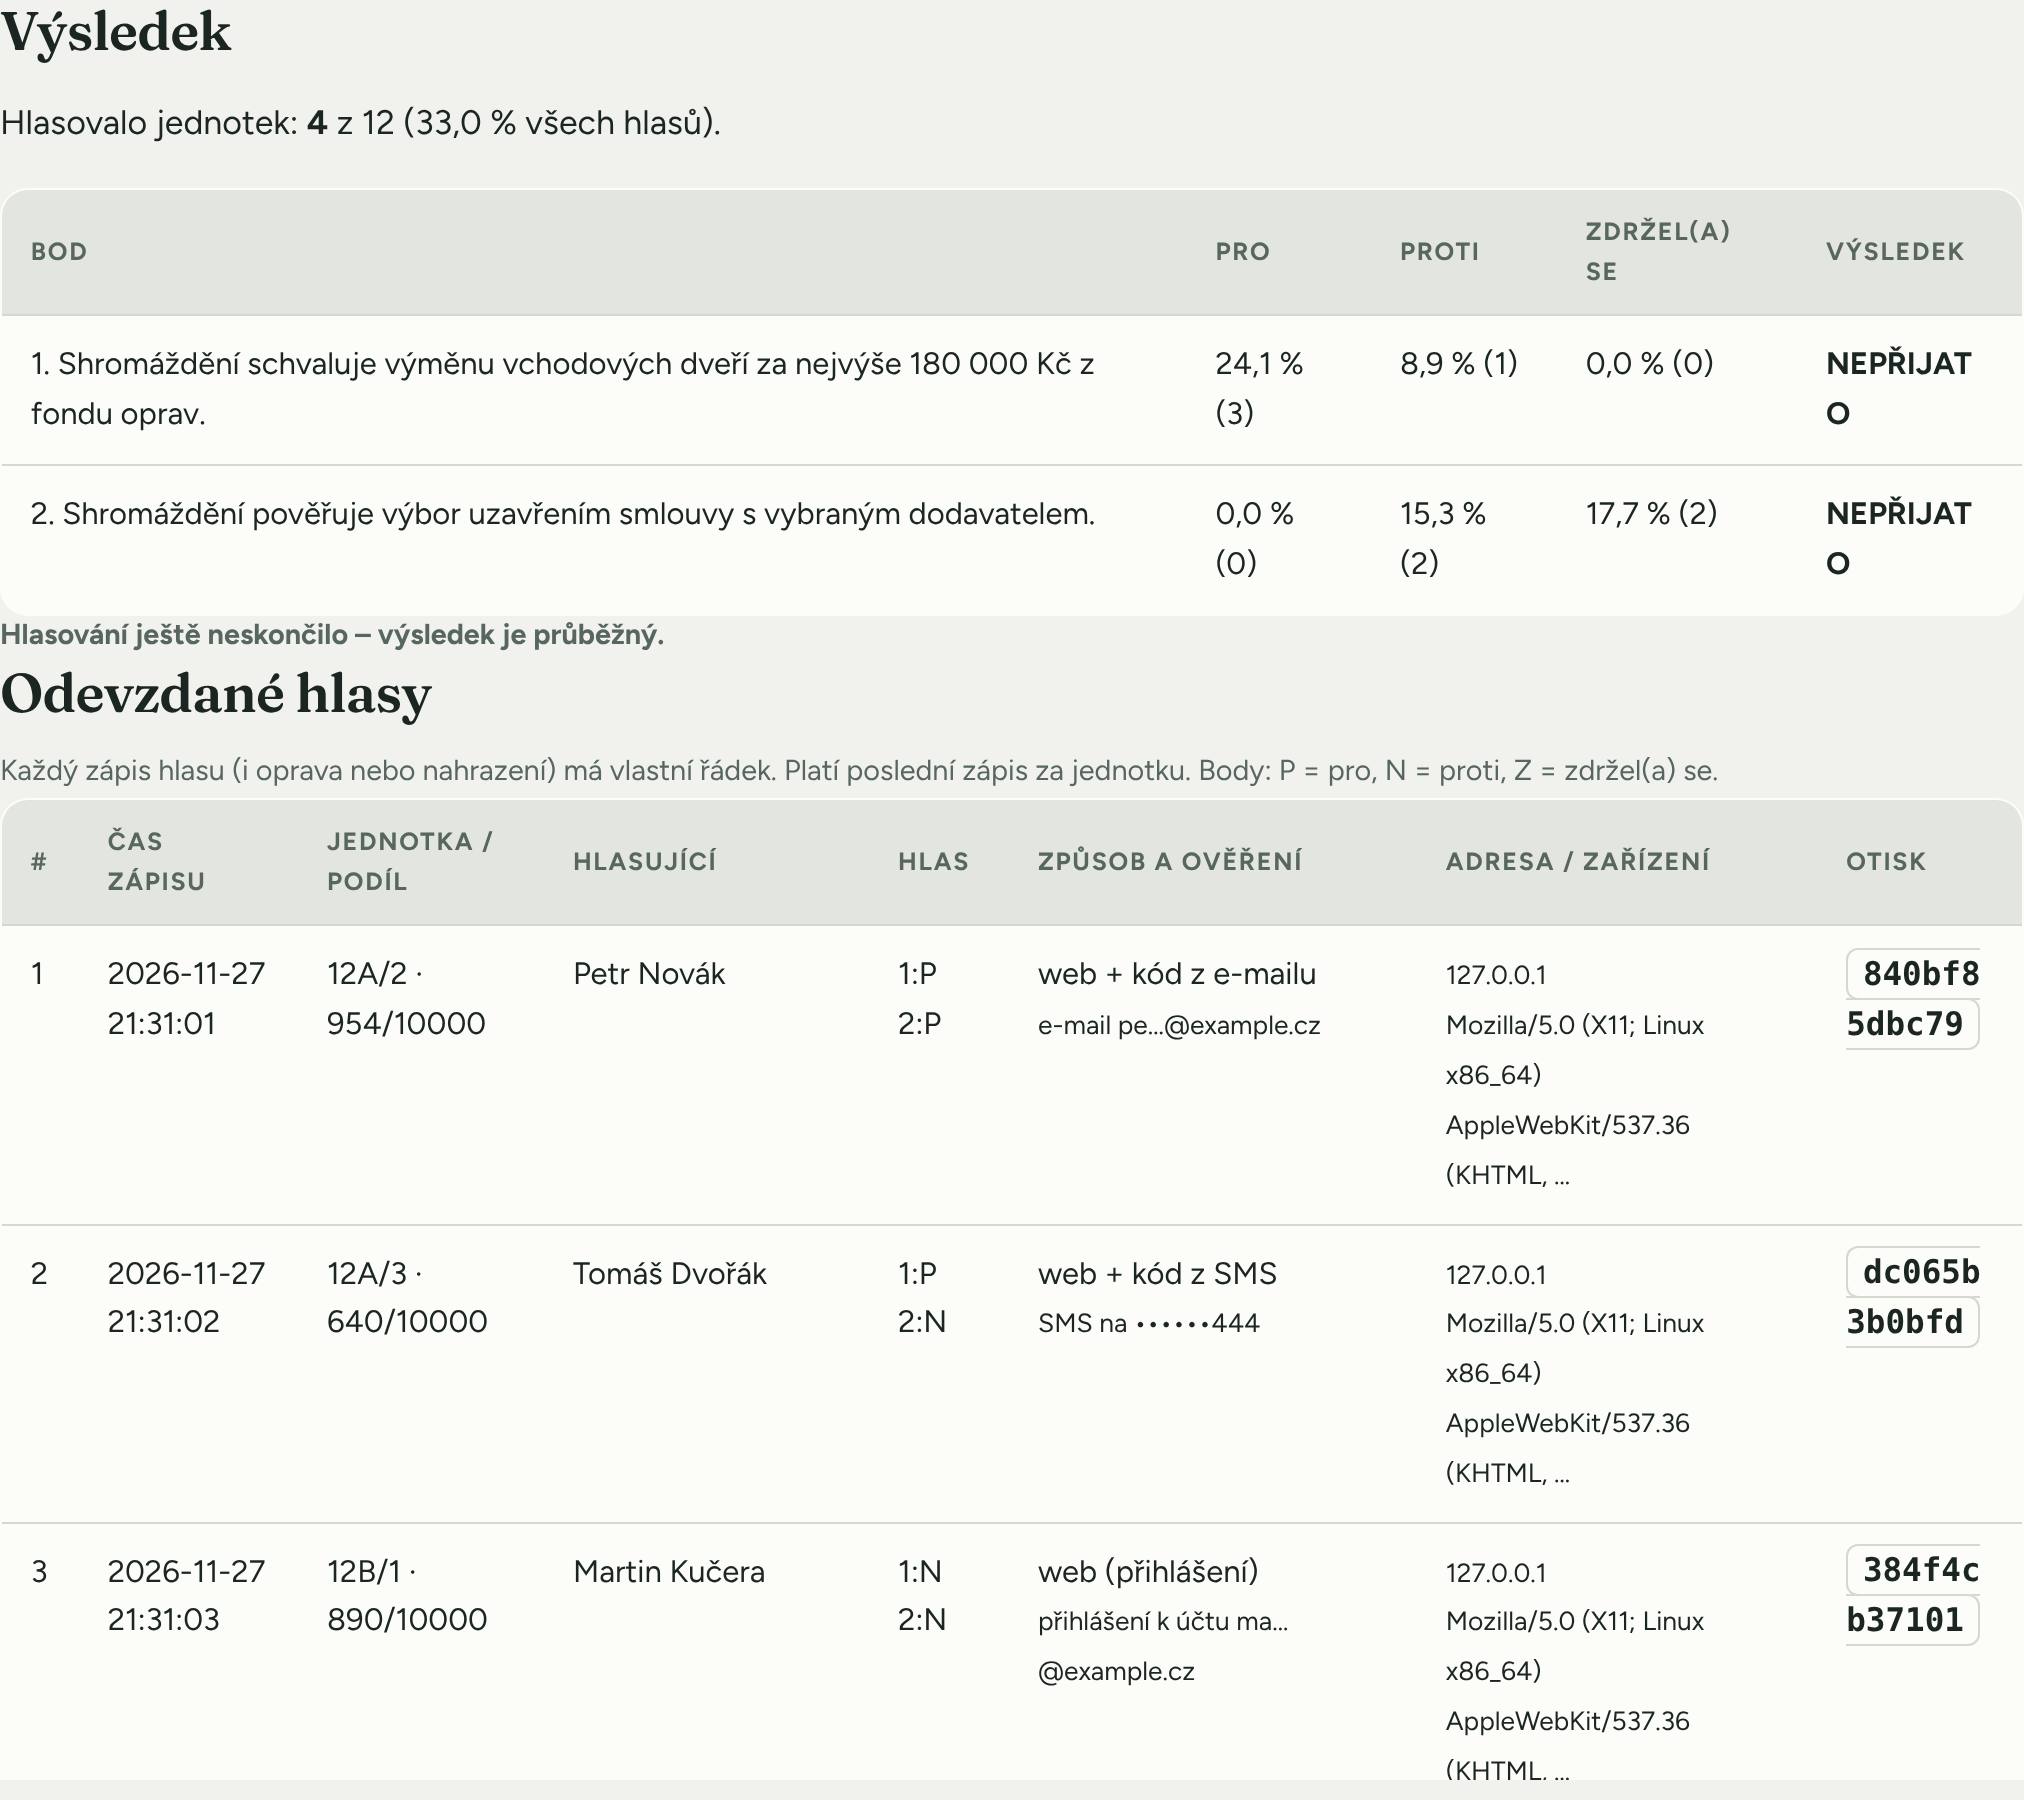 Výsledek
Hlasovalo jednotek: 4 z 12 (33,0 % všech hlasů).
BOD PRO PROTI ZDRŽEL(A) SE VÝSLEDEK
1. Shromáždění schvaluje výměnu vchodových dveří za nejvýše 180 000 Kč z 24,1 % 8,9 % (1) 0,0 % (0) NEPŘIJAT
fondu oprav. (3) O
2. Shromáždění pověřuje výbor uzavřením smlouvy s vybraným dodavatelem. 0,0 % 15,3 % 17,7 % (2) NEPŘIJAT
(0) (2) O
Hlasování ještě neskončilo – výsledek je průběžný.
Odevzdané hlasy
Každý zápis hlasu (i oprava nebo nahrazení) má vlastní řádek. Platí poslední zápis za jednotku. Body: P = pro, N = proti, Z = zdržel(a) se.
# ČAS ZÁPISU JEDNOTKA / PODÍL HLASUJÍCÍ HLAS ZPŮSOB A OVĚŘENÍ ADRESA / ZAŘÍZENÍ OTISK
1 2026-11-27 12A/2 · Petr Novák 1:P web + kód z e-mailu 127.0.0.1 840bf8
21:31:01 954/10000 2:P e-mail pe...@example.cz Mozilla/5.0 (X11; Linux 5dbc79
x86_64)
AppleWebKit/537.36
(KHTML, ...
2 2026-11-27 12A/3 · Tomáš Dvořák 1:P web + kód z SMS 127.0.0.1 dc065b
21:31:02 640/10000 2:N SMS na ••••••444 Mozilla/5.0 (X11; Linux 3b0bfd
x86_64)
AppleWebKit/537.36
(KHTML, ...
3 2026-11-27 12B/1 · Martin Kučera 1:N web (přihlášení) 127.0.0.1 384f4c
21:31:03 890/10000 2:N přihlášení k účtu ma... Mozilla/5.0 (X11; Linux b37101
@example.cz x86_64)
AppleWebKit/537.36
(KHTML, ...